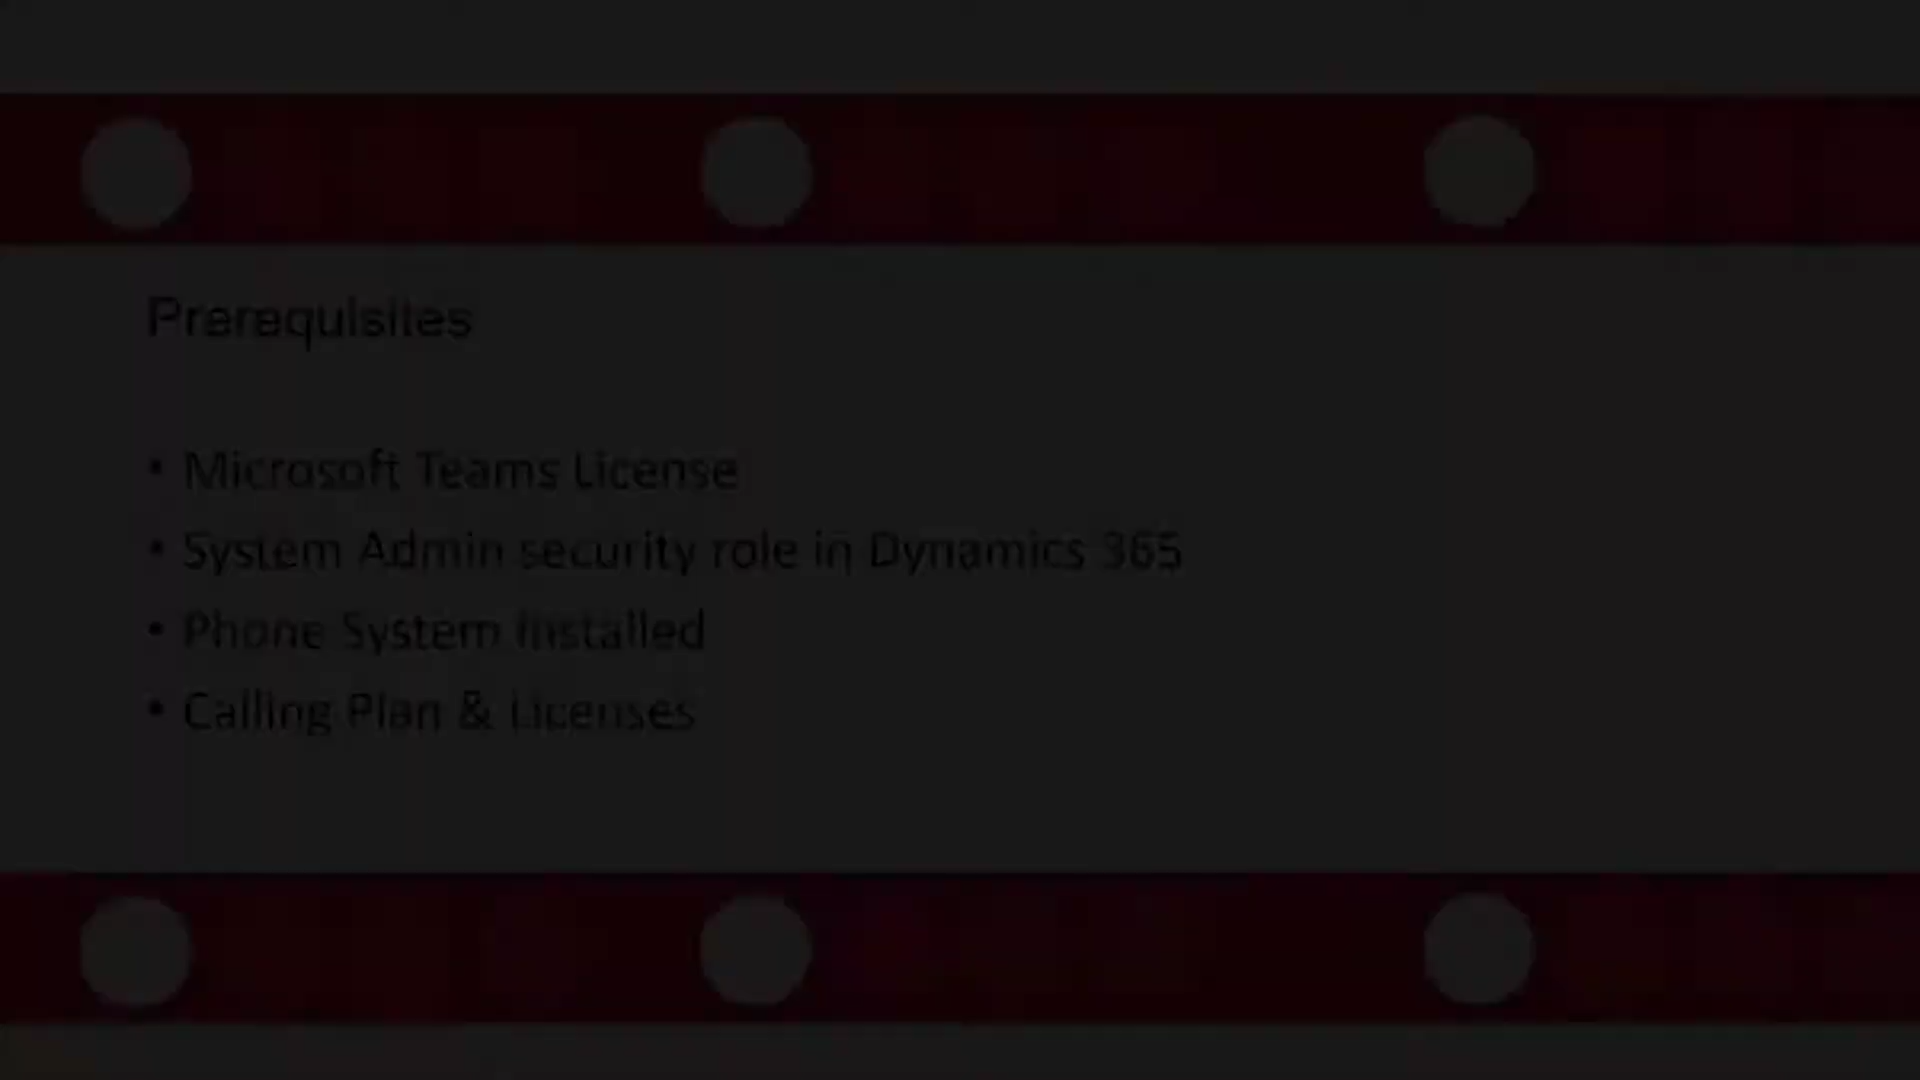 Prerequisites
• Microsoft Teams License
• System Admin security role in Dynamics 365
• Phone System Installed
• Calling Plan & Licenses